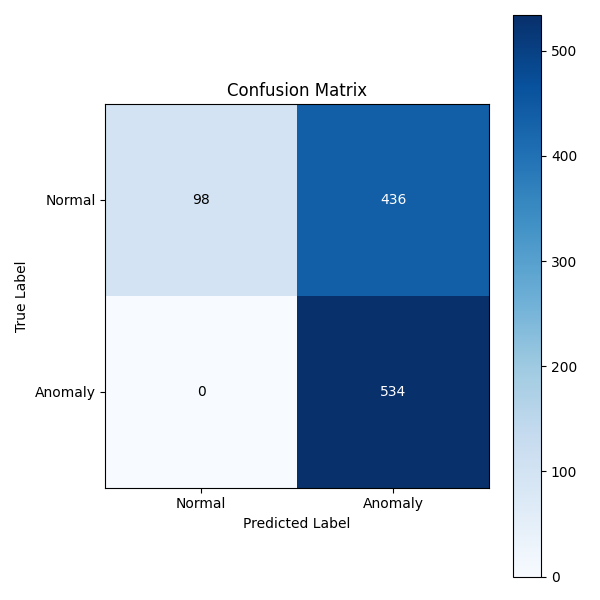 Confusion Matrix
True Label
Normal
98
436
Anomaly
0
534
Normal
Anomaly
Predicted Label
500
400
300
200
100
0